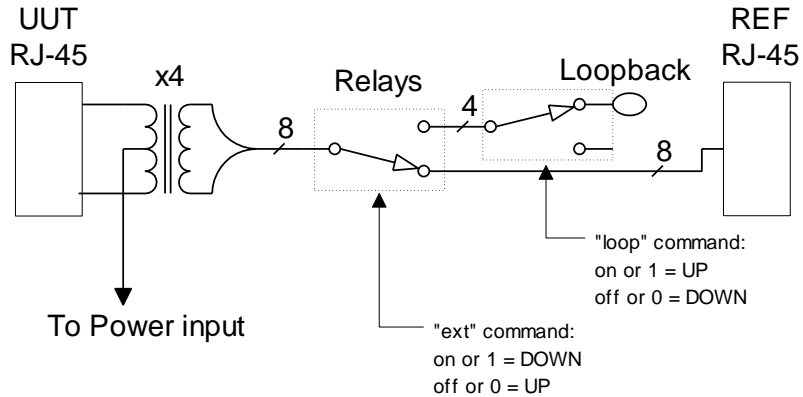 UUT
RJ-45
REF
RJ-45
x4
Relays
Loopback
8
4
8
"loop" command:
on or 1 = UP
off or 0 = DOWN
To Power input
"ext" command:
on or 1 = DOWN
off or 0 = UP